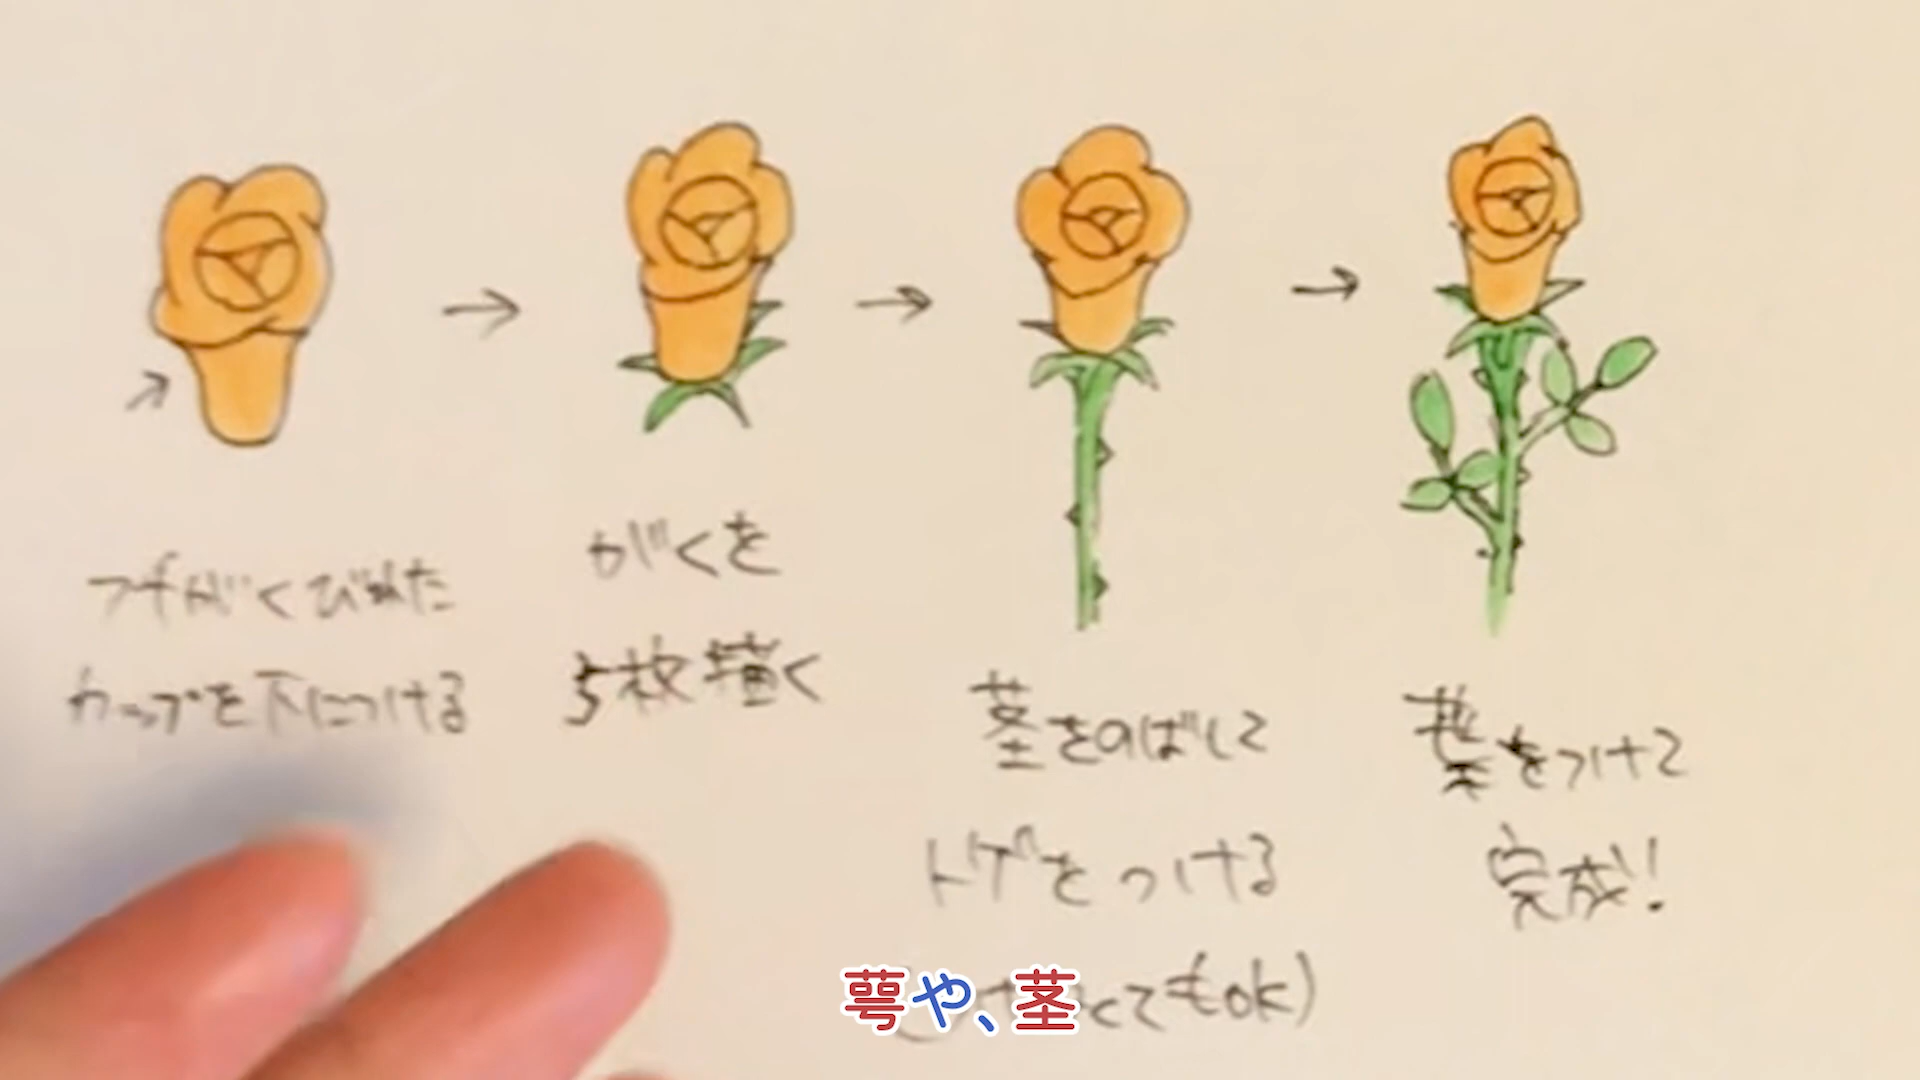 フチがくびれた
カップを下につける
がくを
5枚描く
茎をのばして
トゲをつける
くてもOK)
葉をつけて
完成!!
萼や、茎